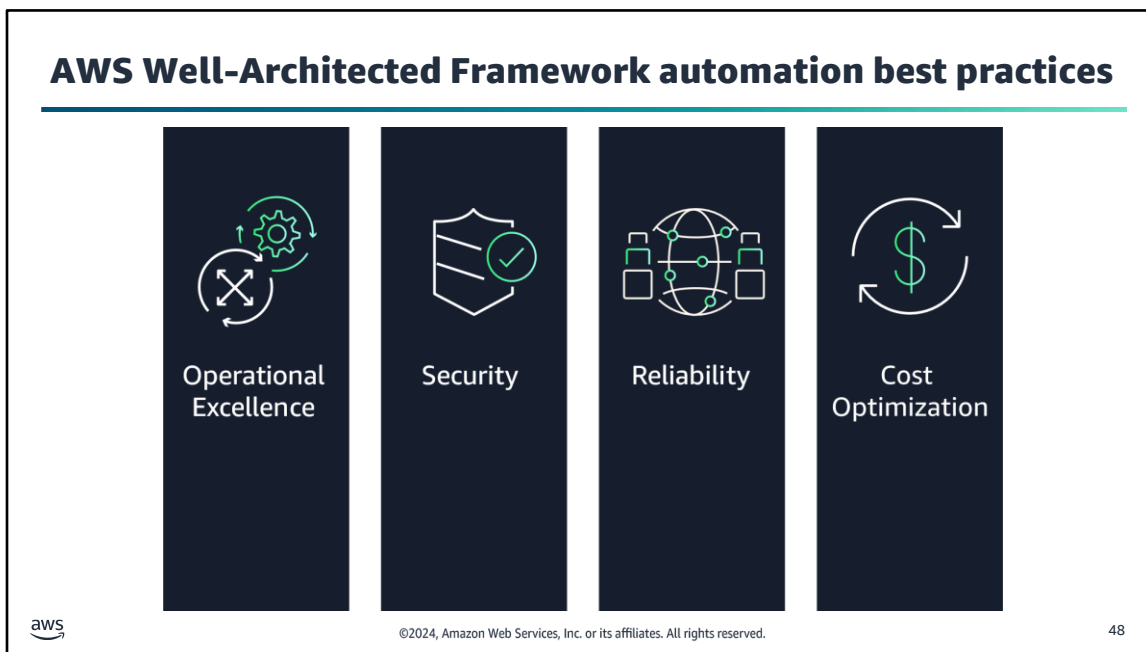 AWS Well-Architected Framework automation best practices
Operational
Excellence
Security
Reliability
Cost
Optimization
aws
©2024, Amazon Web Services, Inc. or its affiliates. All rights reserved.
48